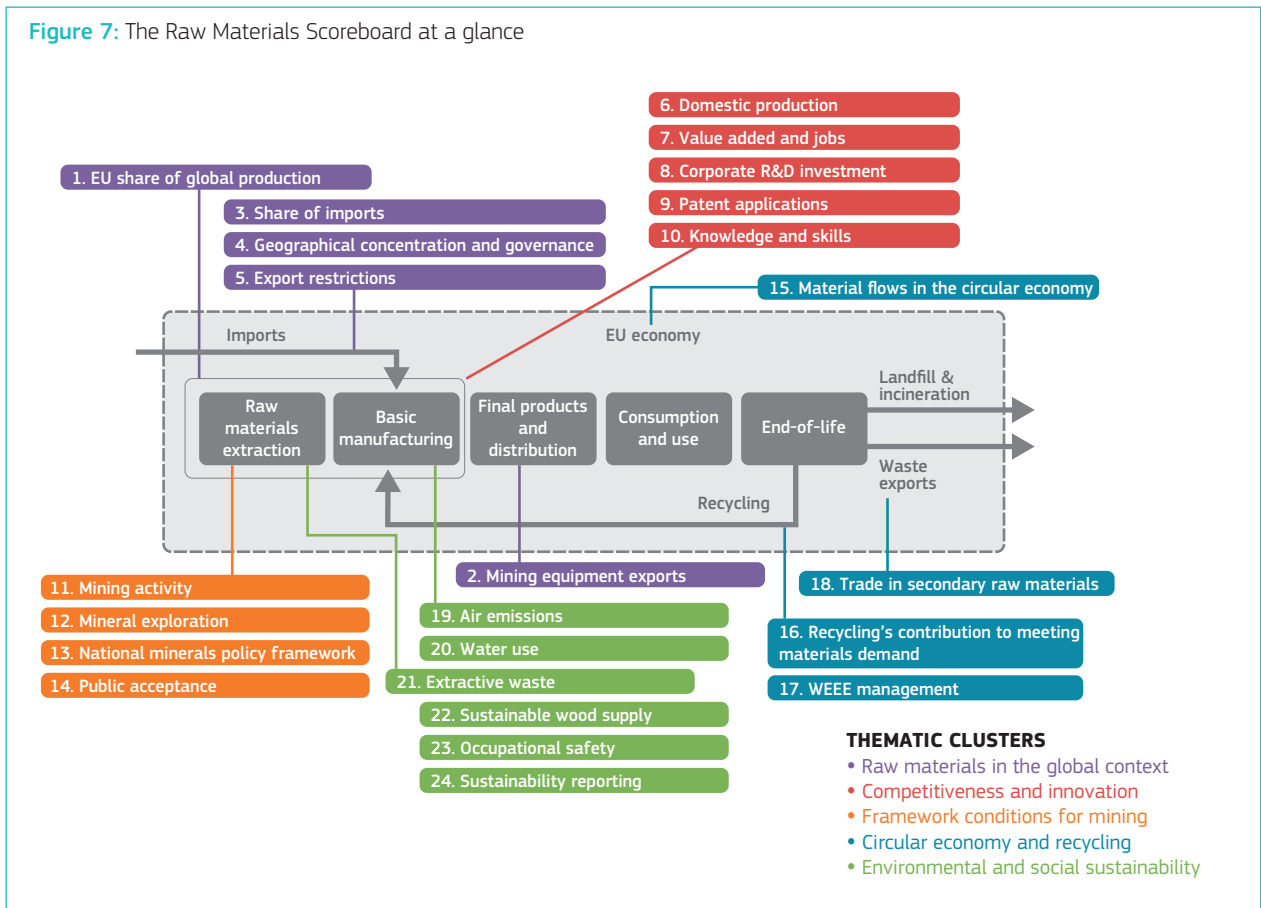 Figure 7: The Raw Materials Scoreboard at a glance
6. Domestic production
7. Value added and jobs
8. Corporate R&D investment
9. Patent applications
10. Knowledge and skills
1. EU share of global production
3. Share of imports
4. Geographical concentration and governance
5. Export restrictions
15. Material flows in the circular economy
Imports
EU economy
Raw
materials
extraction
Basic
manufacturing
Final products
and
distribution
Consumption
and use
End-of-life
Landfill &
incineration
Waste
exports
Recycling
11. Mining activity
12. Mineral exploration
13. National minerals policy framework
14. Public acceptance
2. Mining equipment exports
19. Air emissions
20. Water use
21. Extractive waste
22. Sustainable wood supply
23. Occupational safety
24. Sustainability reporting
18. Trade in secondary raw materials
16. Recycling's contribution to meeting
materials demand
17. WEEE management
THEMATIC CLUSTERS
• Raw materials in the global context
• Competitiveness and innovation
• Framework conditions for mining
• Circular economy and recycling
• Environmental and social sustainability